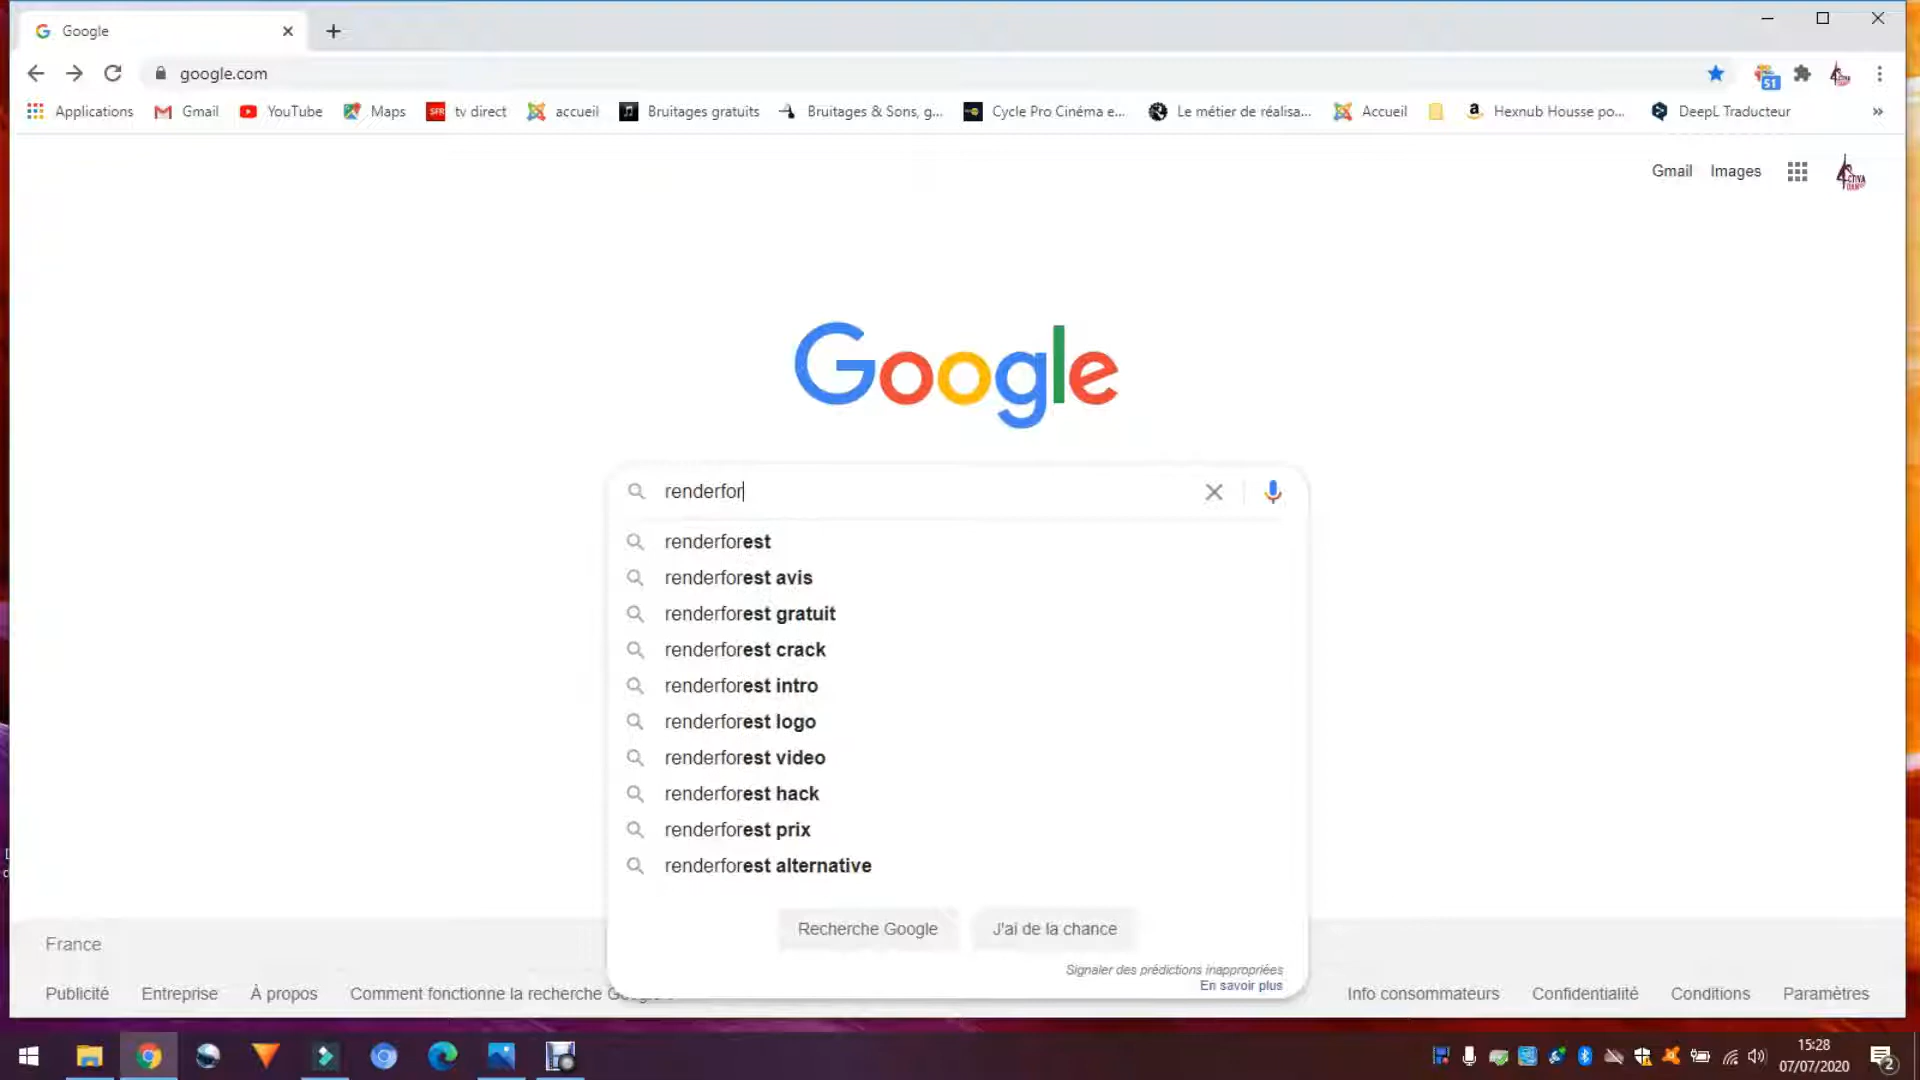 Google
google.com
Applications Gmail YouTube Maps SFR tv direct accueil Bruitages gratuits Bruitages & Sons, g... Cycle Pro Cinéma e... Le métier de réalisa... Accueil Hexnub Housse po... DeepL Traducteur »
51
Gmail Images
Google
renderfor
renderforest
renderforest avis
renderforest gratuit
renderforest crack
renderforest intro
renderforest logo
renderforest video
renderforest hack
renderforest prix
renderforest alternative
Recherche Google J'ai de la chance
Signaler des prédictions inappropriées
En savoir plus
France
Publicité Entreprise À propos Comment fonctionne la recherche Google
Info consommateurs Confidentialité Conditions Paramètres
15:28
07/07/2020
2